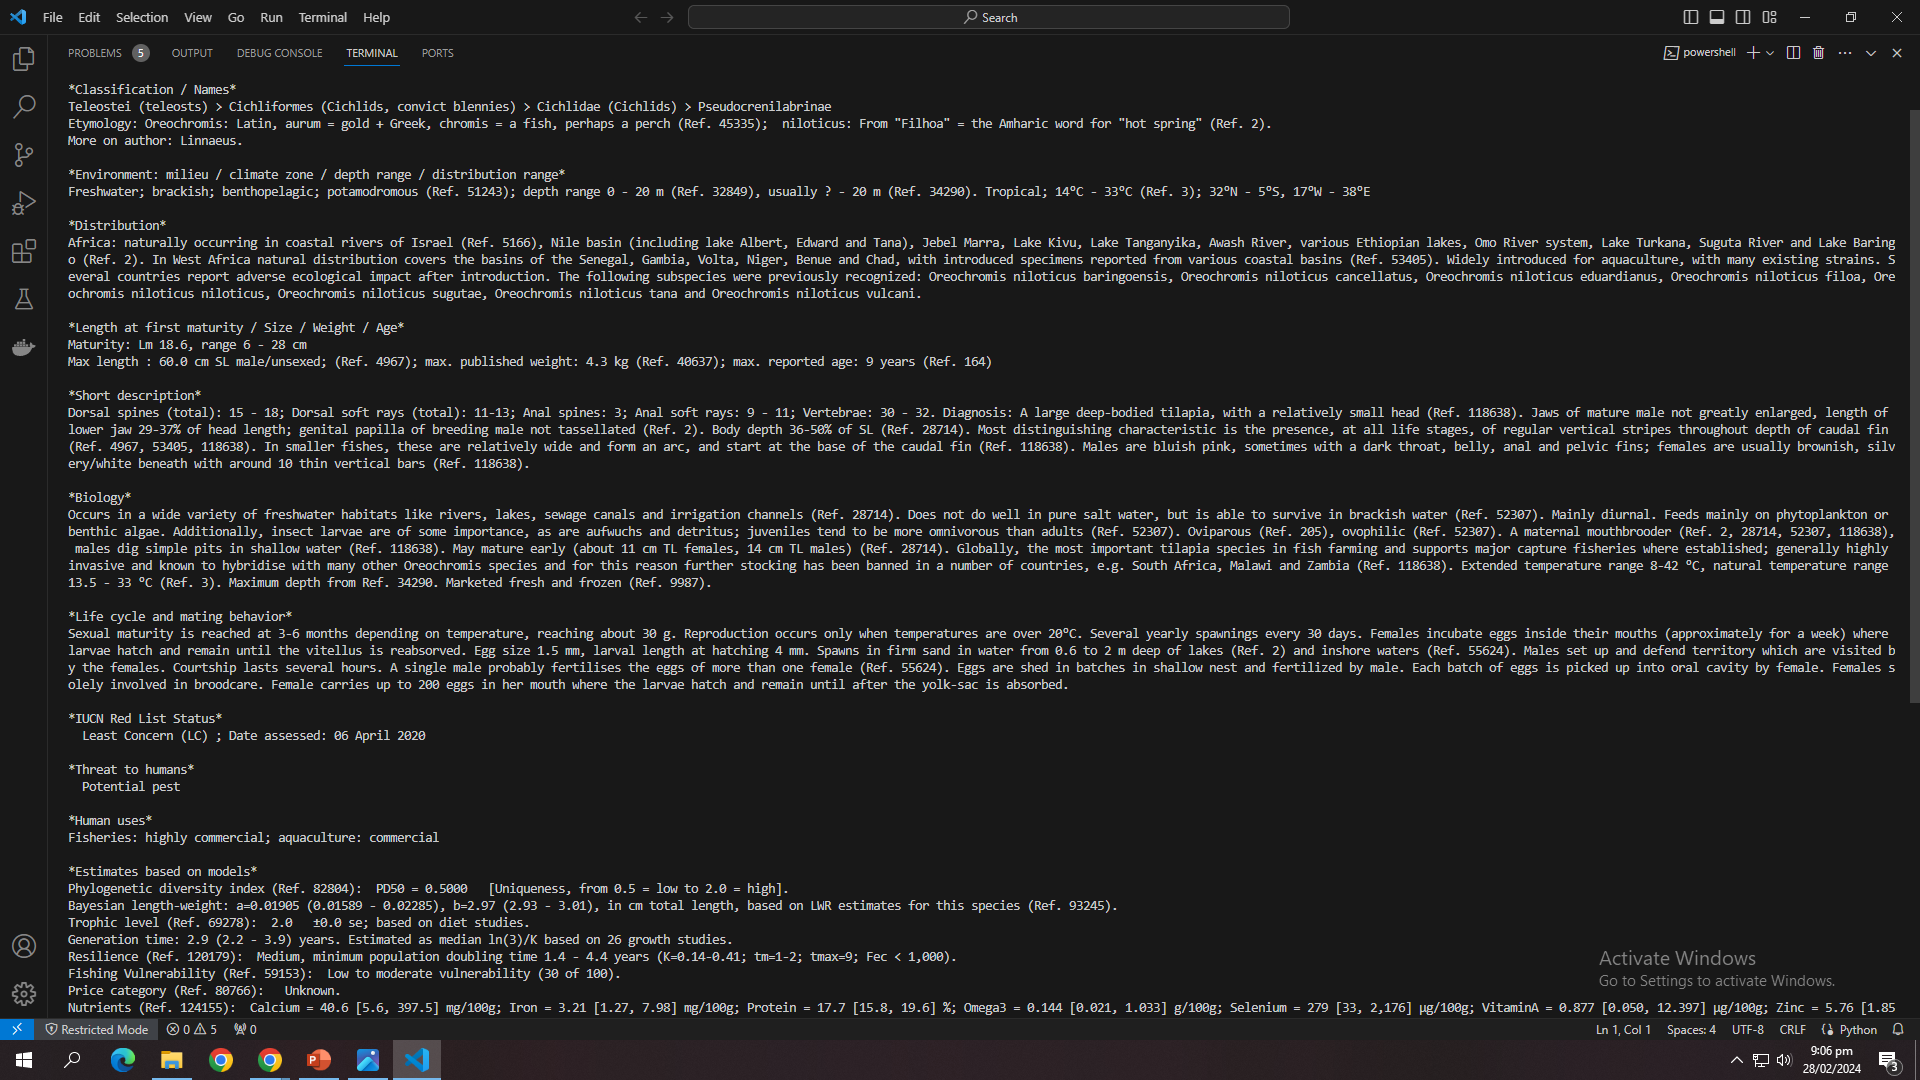 File Edit Selection View Go Run Terminal Help
Search
PROBLEMS 5 OUTPUT DEBUG CONSOLE TERMINAL PORTS
powershell
*Classification / Names*
Teleostei (teleosts) > Cichliformes (Cichlids, convict blennies) > Cichlidae (Cichlids) > Pseudocrenilabrinae
Etymology: Oreochromis: Latin, aurum = gold + Greek, chromis = a fish, perhaps a perch (Ref. 45335);  niloticus: From "Filhoa" = the Amharic word for "hot spring" (Ref. 2).
More on author: Linnaeus.
*Environment: milieu / climate zone / depth range / distribution range*
Freshwater; brackish; benthopelagic; potamodromous (Ref. 51243); depth range 0 - 20 m (Ref. 32849), usually ? - 20 m (Ref. 34290). Tropical; 14°C - 33°C (Ref. 3); 32°N - 5°S, 17°W - 38°E
*Distribution*
Africa: naturally occurring in coastal rivers of Israel (Ref. 5166), Nile basin (including lake Albert, Edward and Tana), Jebel Marra, Lake Kivu, Lake Tanganyika, Awash River, various Ethiopian lakes, Omo River system, Lake Turkana, Suguta River and Lake Baring
o (Ref. 2). In West Africa natural distribution covers the basins of the Senegal, Gambia, Volta, Niger, Benue and Chad, with introduced specimens reported from various coastal basins (Ref. 53405). Widely introduced for aquaculture, with many existing strains. S
everal countries report adverse ecological impact after introduction. The following subspecies were previously recognized: Oreochromis niloticus baringoensis, Oreochromis niloticus cancellatus, Oreochromis niloticus eduardianus, Oreochromis niloticus filoa, Ore
ochromis niloticus niloticus, Oreochromis niloticus sugutae, Oreochromis niloticus tana and Oreochromis niloticus vulcani.
*Length at first maturity / Size / Weight / Age*
Maturity: Lm 18.6, range 6 - 28 cm
Max length : 60.0 cm SL male/unsexed; (Ref. 4967); max. published weight: 4.3 kg (Ref. 40637); max. reported age: 9 years (Ref. 164)
*Short description*
Dorsal spines (total): 15 - 18; Dorsal soft rays (total): 11-13; Anal spines: 3; Anal soft rays: 9 - 11; Vertebrae: 30 - 32. Diagnosis: A large deep-bodied tilapia, with a relatively small head (Ref. 118638). Jaws of mature male not greatly enlarged, length of
lower jaw 29-37% of head length; genital papilla of breeding male not tassellated (Ref. 2). Body depth 36-50% of SL (Ref. 28714). Most distinguishing characteristic is the presence, at all life stages, of regular vertical stripes throughout depth of caudal fin
(Ref. 4967, 53405, 118638). In smaller fishes, these are relatively wide and form an arc, and start at the base of the caudal fin (Ref. 118638). Males are bluish pink, sometimes with a dark throat, belly, anal and pelvic fins; females are usually brownish, silv
ery/white beneath with around 10 thin vertical bars (Ref. 118638).
*Biology*
Occurs in a wide variety of freshwater habitats like rivers, lakes, sewage canals and irrigation channels (Ref. 28714). Does not do well in pure salt water, but is able to survive in brackish water (Ref. 52307). Mainly diurnal. Feeds mainly on phytoplankton or
benthic algae. Additionally, insect larvae are of some importance, as are aufwuchs and detritus; juveniles tend to be more omnivorous than adults (Ref. 52307). Oviparous (Ref. 205), ovophilic (Ref. 52307). A maternal mouthbrooder (Ref. 2, 28714, 52307, 118638),
males dig simple pits in shallow water (Ref. 118638). May mature early (about 11 cm TL females, 14 cm TL males) (Ref. 28714). Globally, the most important tilapia species in fish farming and supports major capture fisheries where established; generally highly
invasive and known to hybridise with many other Oreochromis species and for this reason further stocking has been banned in a number of countries, e.g. South Africa, Malawi and Zambia (Ref. 118638). Extended temperature range 8-42 °C, natural temperature range
13.5 - 33 °C (Ref. 3). Maximum depth from Ref. 34290. Marketed fresh and frozen (Ref. 9987).
*Life cycle and mating behavior*
Sexual maturity is reached at 3-6 months depending on temperature, reaching about 30 g. Reproduction occurs only when temperatures are over 20°C. Several yearly spawnings every 30 days. Females incubate eggs inside their mouths (approximately for a week) where
larvae hatch and remain until the vitellus is reabsorved. Egg size 1.5 mm, larval length at hatching 4 mm. Spawns in firm sand in water from 0.6 to 2 m deep of lakes (Ref. 2) and inshore waters (Ref. 55624). Males set up and defend territory which are visited b
y the females. Courtship lasts several hours. A single male probably fertilises the eggs of more than one female (Ref. 55624). Eggs are shed in batches in shallow nest and fertilized by male. Each batch of eggs is picked up into oral cavity by female. Females s
olely involved in broodcare. Female carries up to 200 eggs in her mouth where the larvae hatch and remain until after the yolk-sac is absorbed.
*IUCN Red List Status*
Least Concern (LC) ; Date assessed: 06 April 2020
*Threat to humans*
Potential pest
*Human uses*
Fisheries: highly commercial; aquaculture: commercial
*Estimates based on models*
Phylogenetic diversity index (Ref. 82804):  PD50 = 0.5000   [Uniqueness, from 0.5 = low to 2.0 = high].
Bayesian length-weight: a=0.01905 (0.01589 - 0.02285), b=2.97 (2.93 - 3.01), in cm total length, based on LWR estimates for this species (Ref. 93245).
Trophic level (Ref. 69278):  2.0   ±0.0 se; based on diet studies.
Generation time: 2.9 (2.2 - 3.9) years. Estimated as median ln(3)/K based on 26 growth studies.
Resilience (Ref. 120179):  Medium, minimum population doubling time 1.4 - 4.4 years (K=0.14-0.41; tm=1-2; tmax=9; Fec < 1,000).
Fishing Vulnerability (Ref. 59153):  Low to moderate vulnerability (30 of 100).
Price category (Ref. 80766):   Unknown.
Nutrients (Ref. 124155):  Calcium = 40.6 [5.6, 397.5] mg/100g; Iron = 3.21 [1.27, 7.98] mg/100g; Protein = 17.7 [15.8, 19.6] %; Omega3 = 0.144 [0.021, 1.033] g/100g; Selenium = 279 [33, 2,176] μg/100g; VitaminA = 0.877 [0.050, 12.397] μg/100g; Zinc = 5.76 [1.85
Activate Windows
Go to Settings to activate Windows.
Restricted Mode 0 5 0 Ln 1, Col 1 Spaces: 4 UTF-8 CRLF Python
9:06 pm
28/02/2024
3